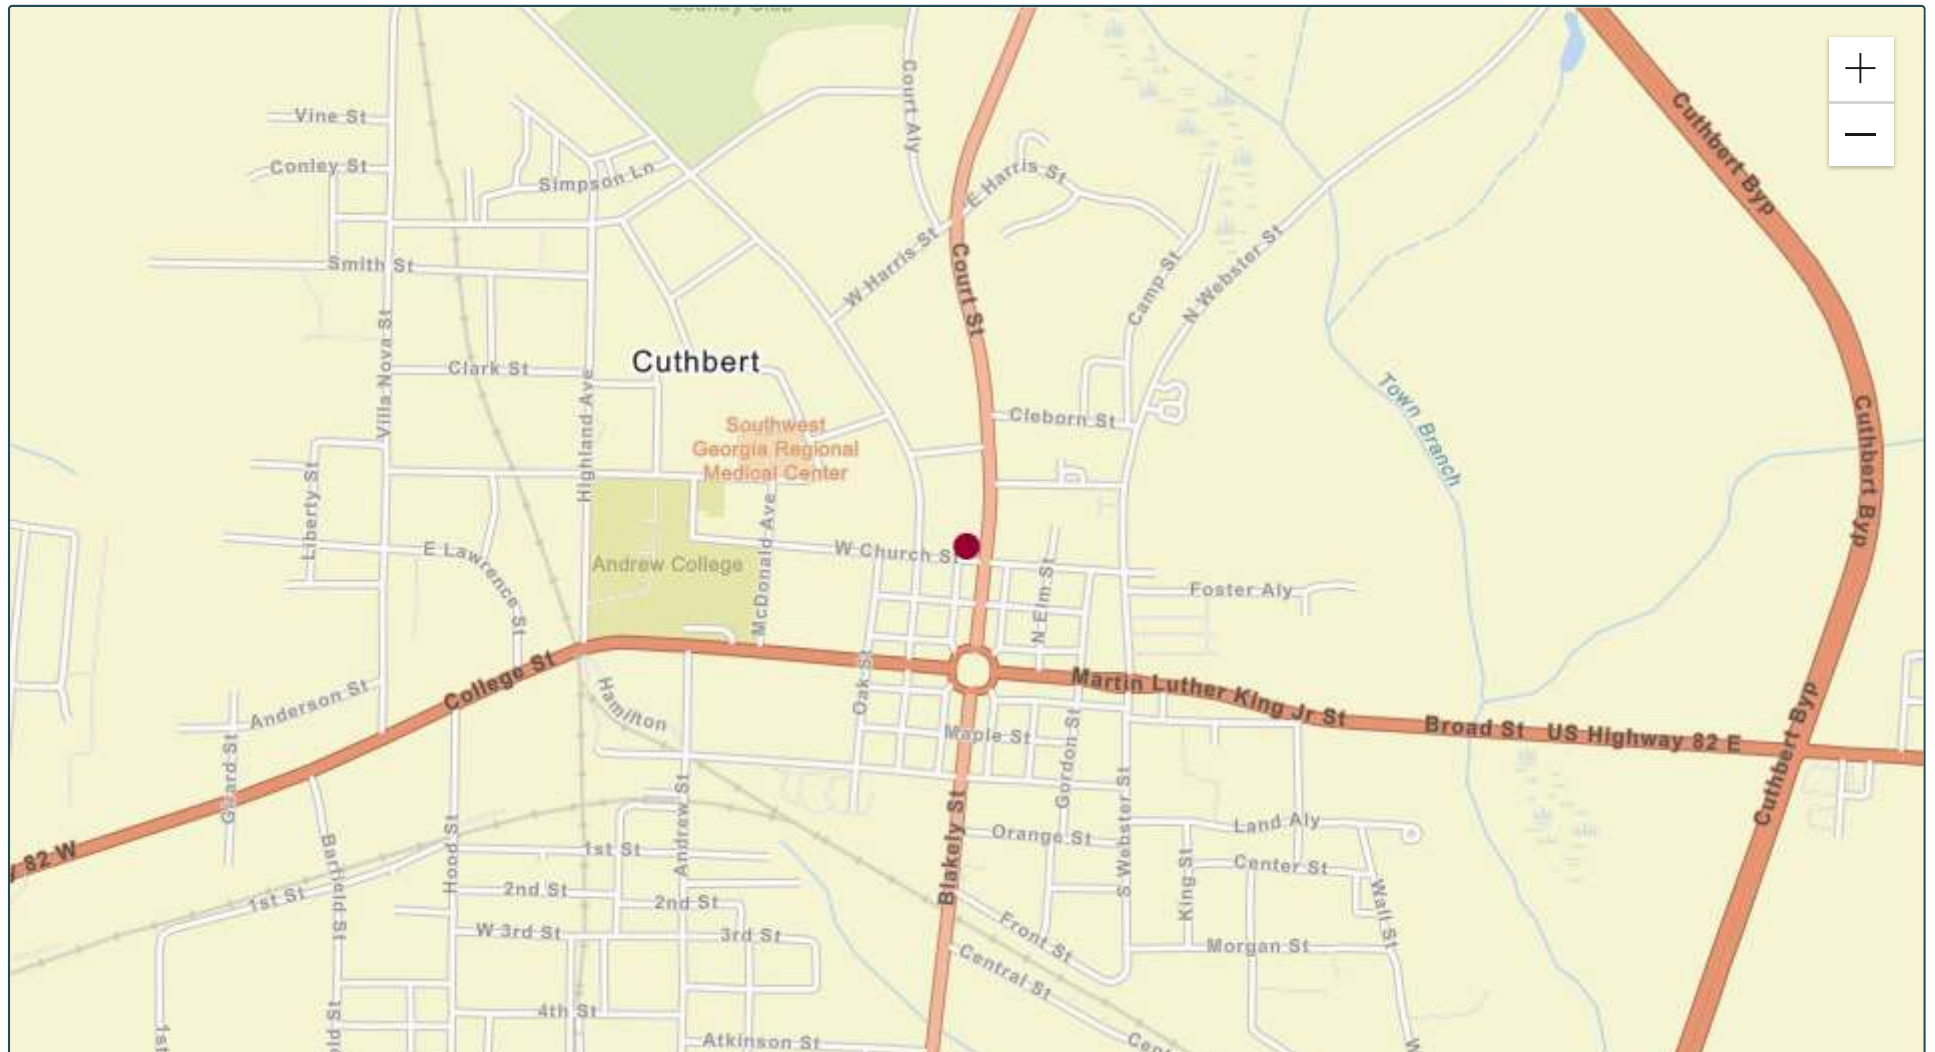 Country Club
Vine St
Conley St
Simpson Ln
Court Aly
E Harris St
W Harris St
Court St
Camp St
N Webster St
Cuthbert Byp
Smith St
Villa Nova St
Clark St
Highland Ave
Cuthbert
Southwest
Georgia Regional
Medical Center
Cleborn St
Town Branch
Cuthbert Byp
Liberty St
E Lawrence St
Andrew College
McDonald Ave
W Church St
N Elm St
Foster Aly
College St
Anderson St
Hamilton
Oak St
Martin Luther King Jr St
Broad St
US Highway 82 E
Cuthbert Byp
Maple St
Gordon St
82 W
Barfield St
Hood St
1st St
Andrew St
Blakely St
Orange St
S Webster St
Land Aly
Center St
King St
Wall St
1st St
2nd St
2nd St
W 3rd St
3rd St
Front St
Central St
Morgan St
4th St
Atkinson St
1st